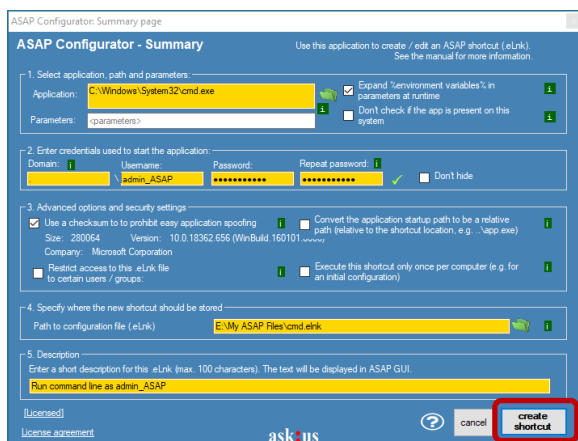 ASAP Configurator: Summary page
ASAP Configurator - Summary
Use this application to create / edit an ASAP shortcut (.eLnk).
See the manual for more information.
1. Select application, path and parameters:
Application:
C:\Windows\System32\cmd.exe
Expand %environment variables% in
parameters at runtime
i
i
Don't check if the app is present on this
system
i
Parameters:
<parameters>
2. Enter credentials used to start the application:
Domain:
i
Username:
Password:
Repeat password:
i
.
\
admin_ASAP
•••••••••••
•••••••••••
✓
Don't hide
3. Advanced options and security settings
Use a checksum to to prohibit easy application spoofing
i
Convert the application startup path to be a relative
path (relative to the shortcut location, e.g. ..\app.exe)
i
Size: 280064 Version: 10.0.18362.656 (WinBuild.160101.
Company: Microsoft Corporation
Restrict access to this .eLnk file
to certain users / groups:
i
Execute this shortcut only once per computer (e.g. for
an initial configuration)
i
4. Specify where the new shortcut should be stored
Path to configuration file (.eLnk)
E:\My ASAP Files\cmd.elnk
i
5. Description
Enter a short description for this .eLnk (max. 100 characters). The text will be displayed in ASAP GUI.
Run command line as admin_ASAP
[Licensed]
License agreement
ask:us
?
cancel
create
shortcut